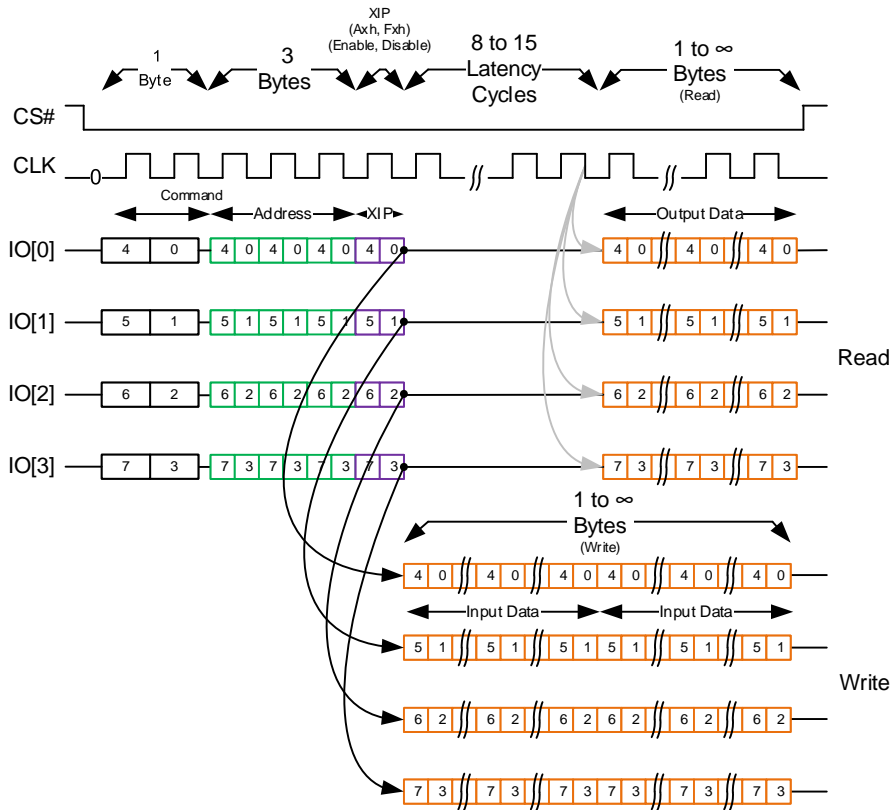 XIP
(Axh, Fxh)
(Enable, Disable)
1
Byte
3
Bytes
8 to 15
Latency
Cycles
1 to ∞
Bytes
(Read)
CS#
CLK
0
Command
Address
XIP
Output Data
IO[0]
4 0 4 0 4 0 4 0 4 0 4 0 4 0 4 0
IO[1]
5 1 5 1 5 1 5 1 5 1 5 1 5 1 5 1
Read
IO[2]
6 2 6 2 6 2 6 2 6 2 6 2 6 2 6 2
IO[3]
7 3 7 3 7 3 7 3 7 3 7 3 7 3 7 3
1 to ∞
Bytes
(Write)
4 0 4 0 4 0 4 0 4 0 4 0
Input Data
Input Data
5 1 5 1 5 1 5 1 5 1 5 1
Write
6 2 6 2 6 2 6 2 6 2 6 2
7 3 7 3 7 3 7 3 7 3 7 3